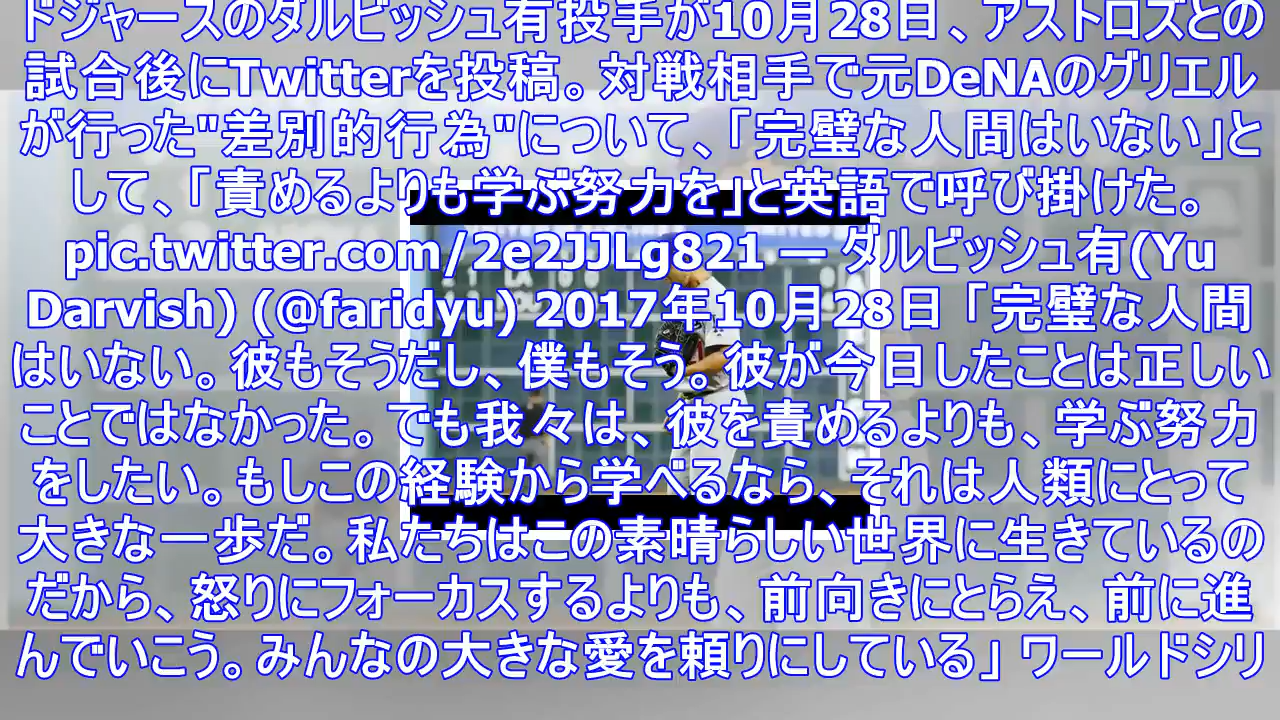 ドジャースのダルビッシュ有投手が10月28日、アストロズとの
試合後にTwitterを投稿。対戦相手で元DeNAのグリエル
が行った"差別的行為"について、「完璧な人間はいない」と
して、「責めるよりも学ぶ努力を」と英語で呼び掛けた。
pic.twitter.com/2e2JJLg821 — ダルビッシュ有(Yu
Darvish) (@faridyu) 2017年10月28日 「完璧な人間
はいない。彼もそうだし、僕もそう。彼が今日したことは正しい
ことではなかった。でも我々は、彼を責めるよりも、学ぶ努力
をしたい。もしこの経験から学べるなら、それは人類にとって
大きな一歩だ。私たちはこの素晴らしい世界に生きているの
だから、怒りにフォーカスするよりも、前向きにとらえ、前に進
んでいこう。みんなの大きな愛を頼りにしている」 ワールドシリ